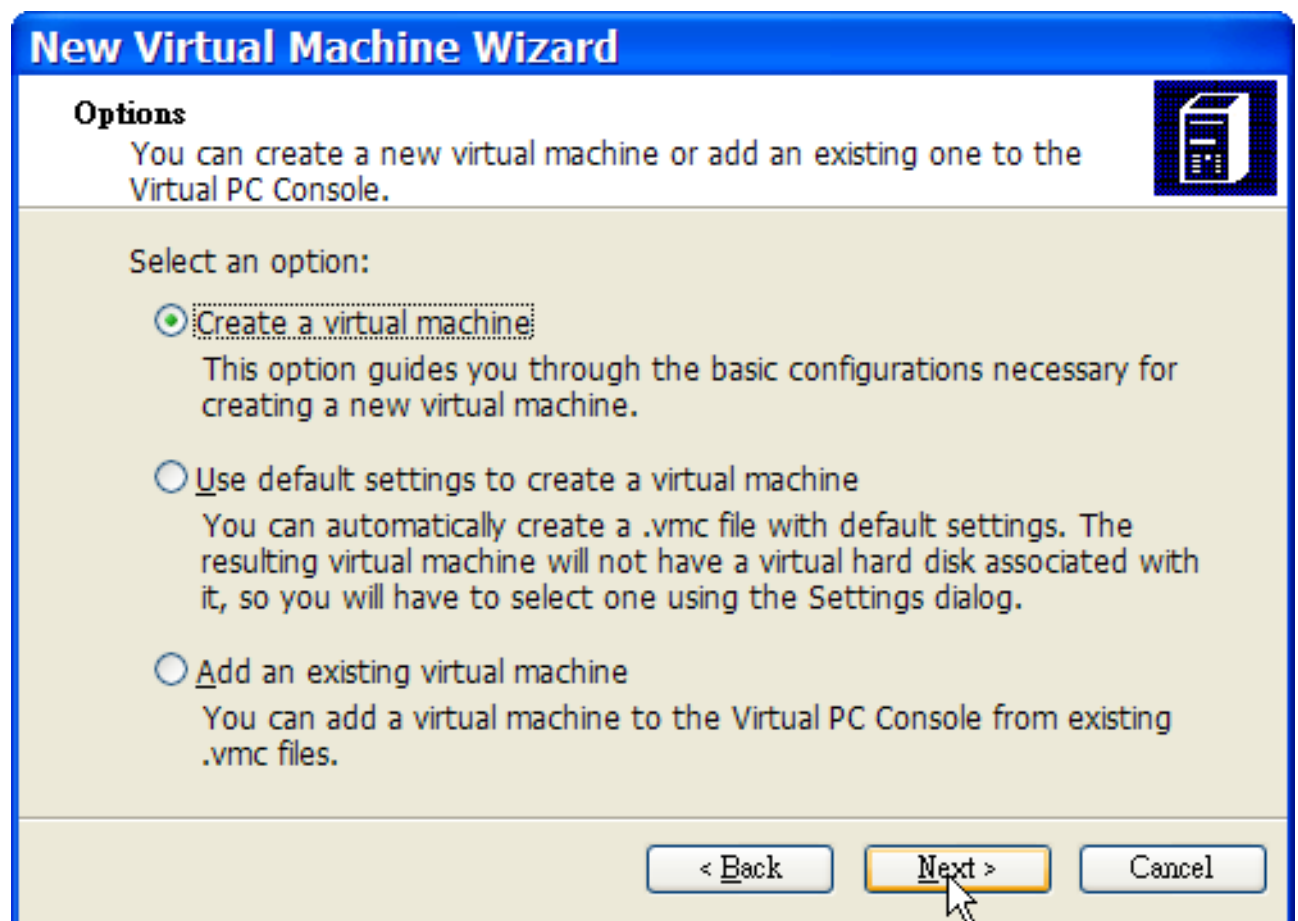 New Virtual Machine Wizard
Options
You can create a new virtual machine or add an existing one to the
Virtual PC Console.
Select an option:
Create a virtual machine
This option guides you through the basic configurations necessary for
creating a new virtual machine.
Use default settings to create a virtual machine
You can automatically create a .vmc file with default settings. The
resulting virtual machine will not have a virtual hard disk associated with
it, so you will have to select one using the Settings dialog.
Add an existing virtual machine
You can add a virtual machine to the Virtual PC Console from existing
.vmc files.
< Back Next > Cancel